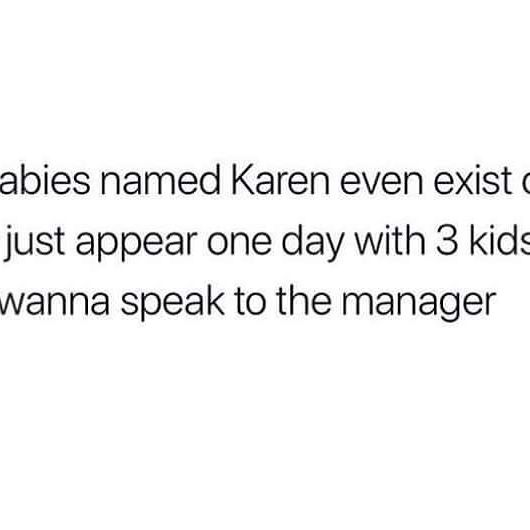 abies named Karen even exist
just appear one day with 3 kids
wanna speak to the manager